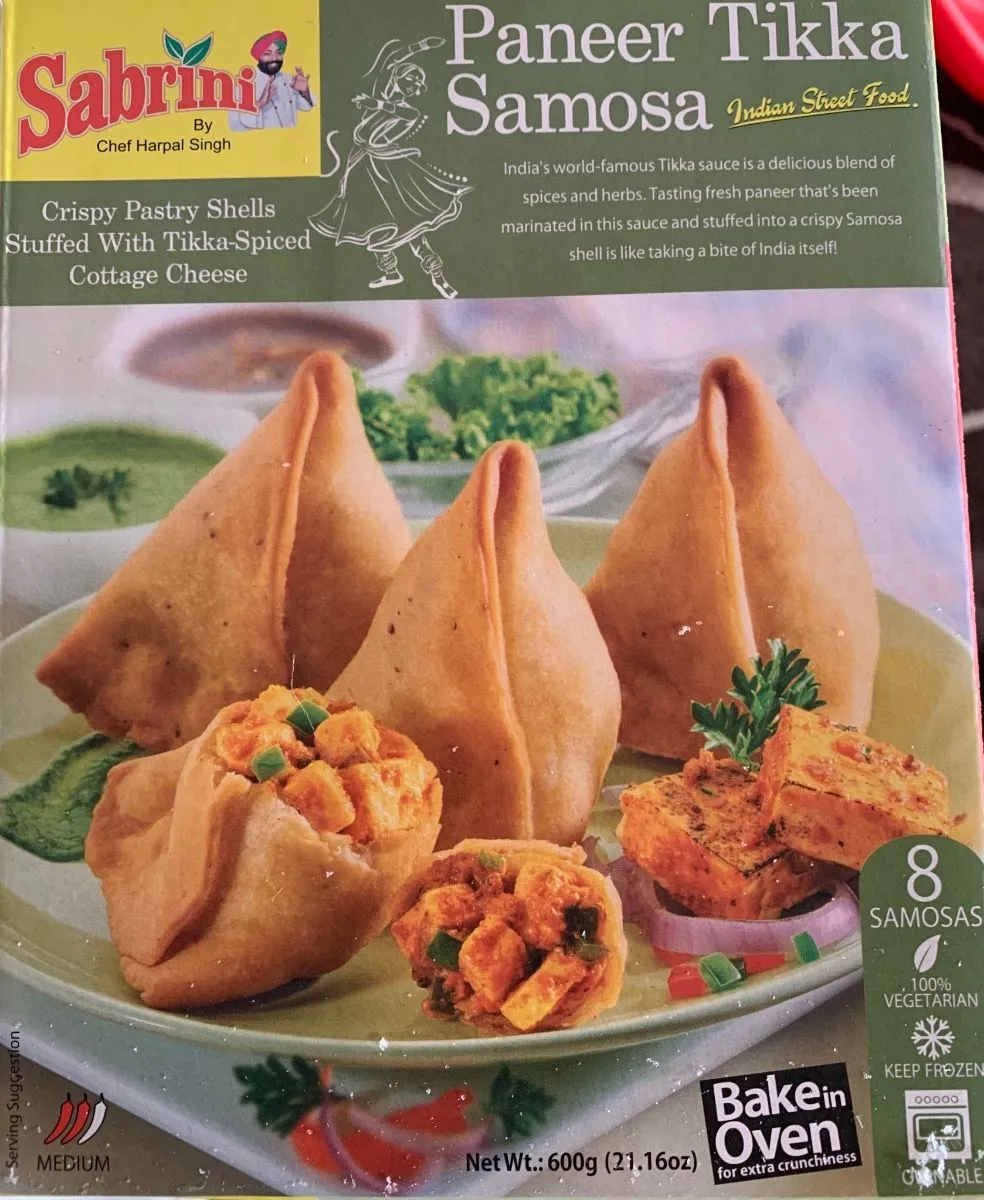 Sabrini
By
Chef Harpal Singh
Paneer Tikka
Samosa
Indian Street Food.
India's world-famous Tikka sauce is a delicious blend of
spices and herbs. Tasting fresh paneer that's been
marinated in this sauce and stuffed into a crispy Samosa
shell is like taking a bite of India itself!
Crispy Pastry Shells
Stuffed With Tikka-Spiced
Cottage Cheese
8
SAMOSAS
100%
VEGETARIAN
KEEP FROZEN
Serving Suggestion
MEDIUM
Net Wt.: 600g (21.16oz)
Bake in
Oven
for extra crunchiness